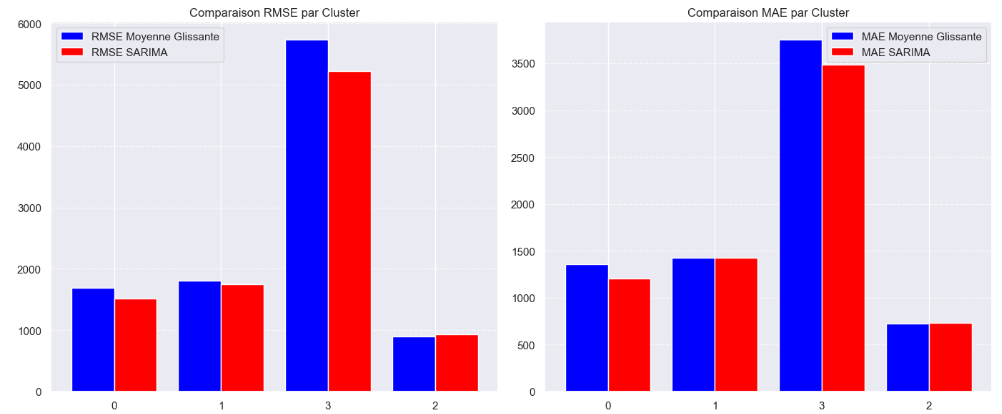 Comparaison RMSE par Cluster
RMSE Moyenne Glissante
RMSE SARIMA
6000
5000
4000
3000
2000
1000
0
0 1 3 2
Comparaison MAE par Cluster
MAE Moyenne Glissante
MAE SARIMA
3500
3000
2500
2000
1500
1000
500
0
0 1 3 2